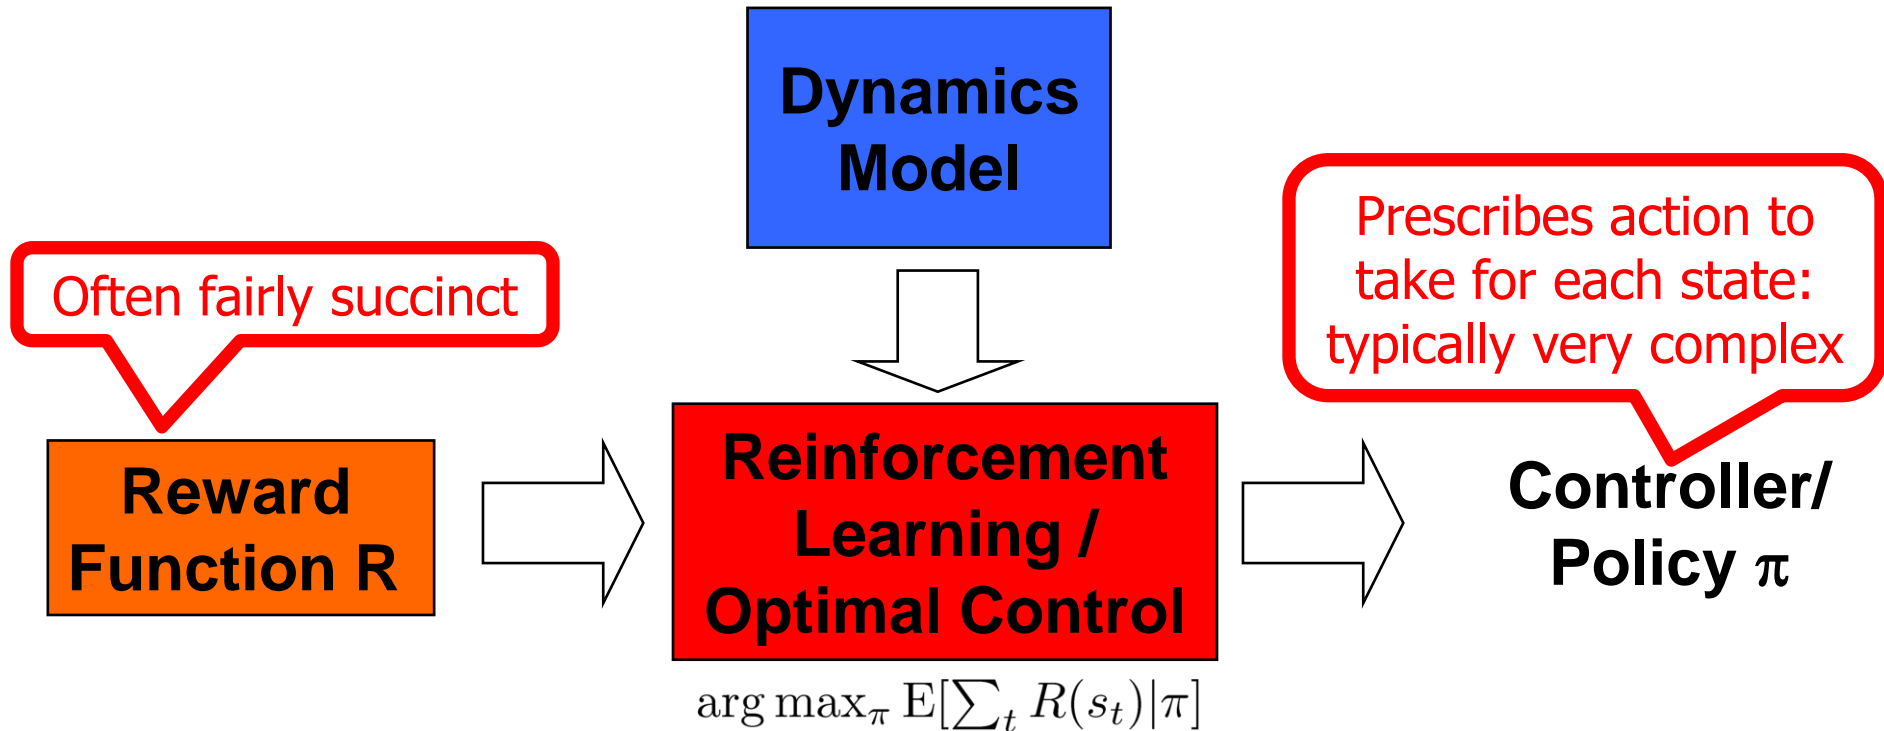 Dynamics
Model
Often fairly succinct
Prescribes action to
take for each state:
typically very complex
Reward
Function R
Reinforcement
Learning /
Optimal Control
Controller/
Policy π
arg max_π E[∑_t R(s_t)|π]